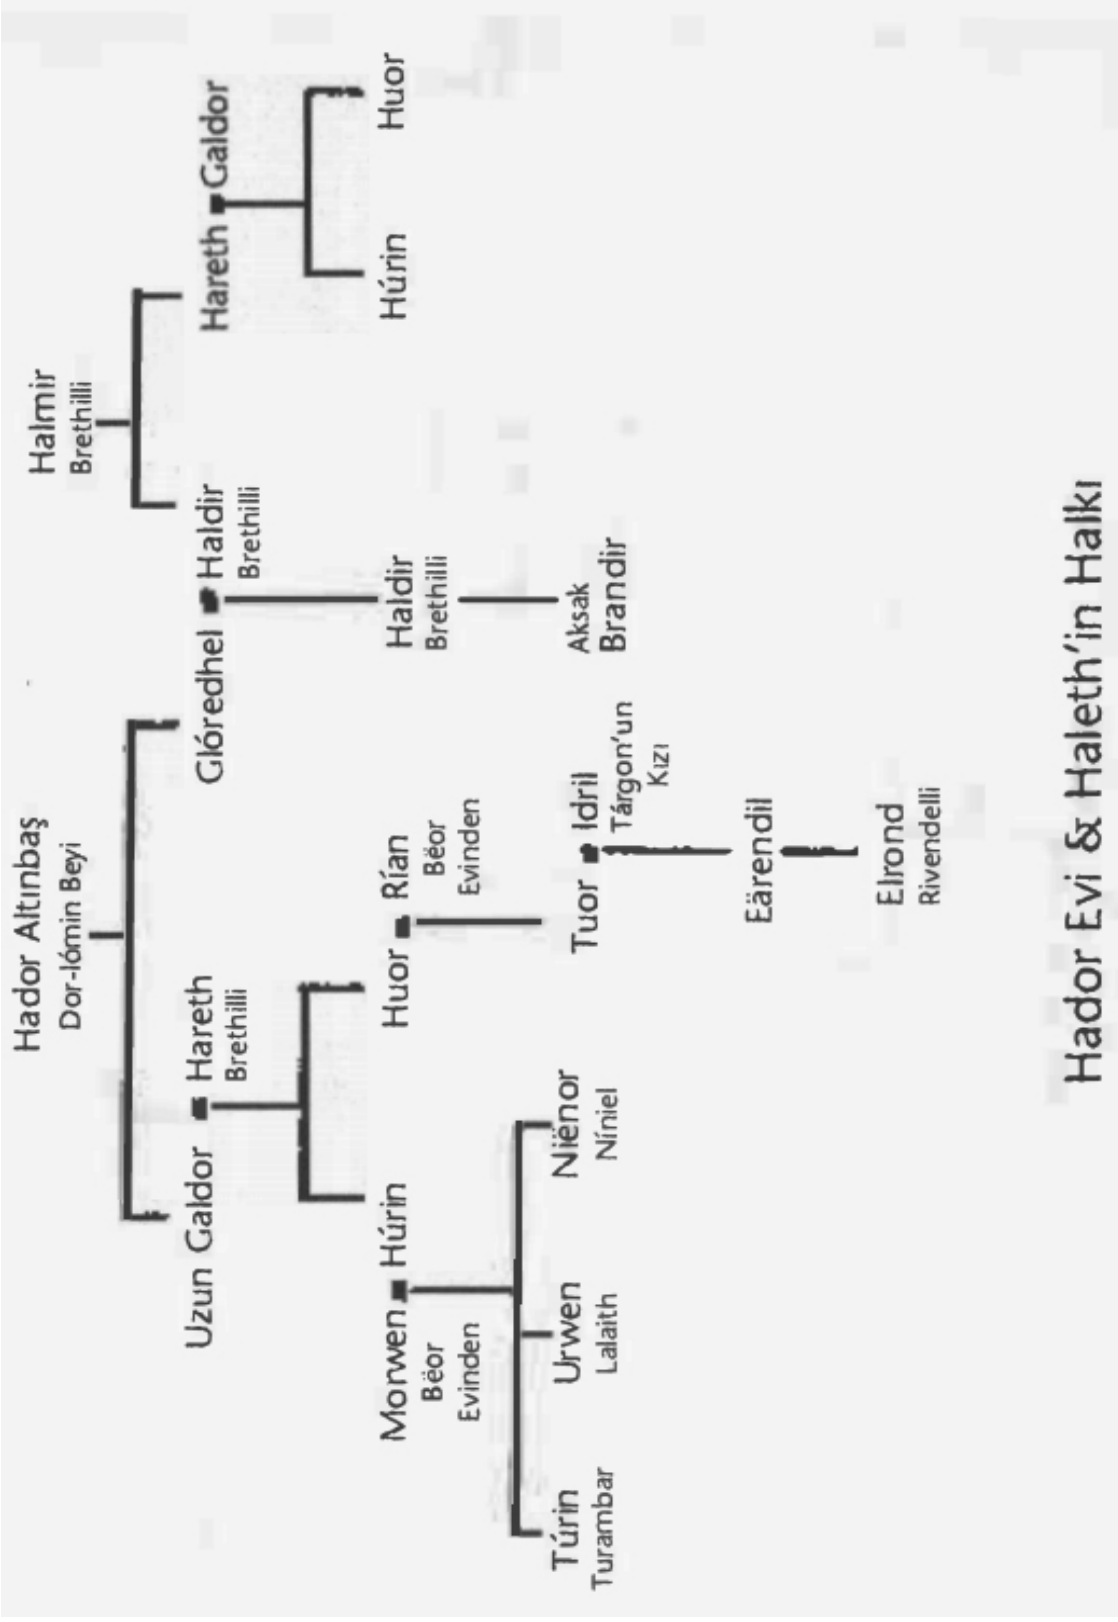 Hador Altınbaş
Dor-lómin Beyi
Halmir
Brethilli
Uzun Galdor
Hareth
Brethilli
Glóredhel
Haldir
Brethilli
Hareth
Galdor
Morwen
Bëor
Evinden
Húrin
Huor
Rían
Bëor
Evinden
Haldir
Brethilli
Húrin
Huor
Túrin
Turambar
Urwen
Lalaith
Niënor
Níniel
Tuor
Idril
Tárgon'un
Kızı
Aksak
Brandir
Eärendil
Elrond
Rivendelli
Hador Evi & Haleth'in Halkı